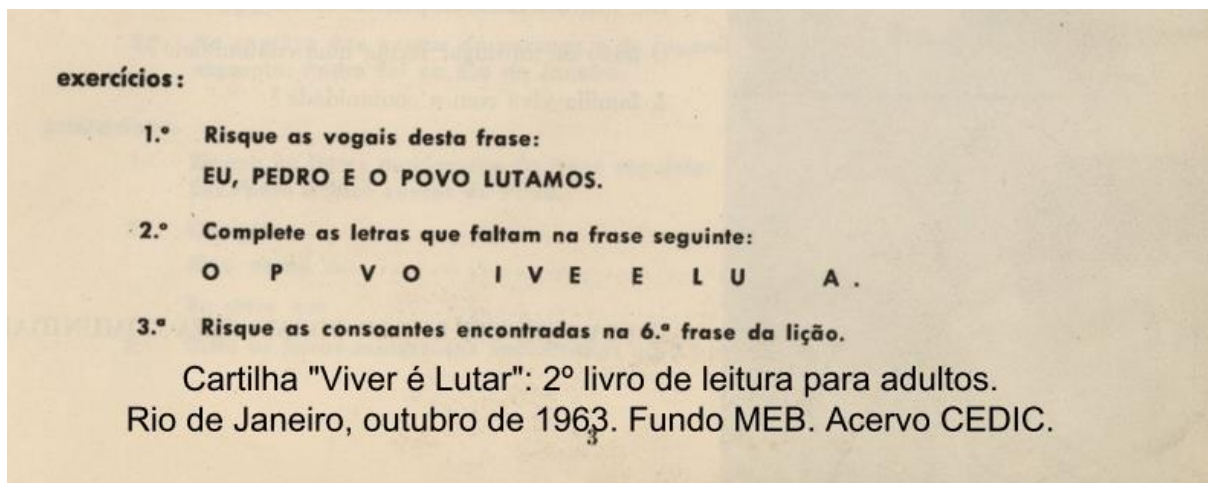 exercícios:
1.º Risque as vogais desta frase:
EU, PEDRO E O POVO LUTAMOS.
2.º Complete as letras que faltam na frase seguinte:
O P V O I V E E L U A .
3.º Risque as consoantes encontradas na 6.ª frase da lição.
Cartilha "Viver é Lutar": 2º livro de leitura para adultos.
Rio de Janeiro, outubro de 1963. Fundo MEB. Acervo CEDIC.
3